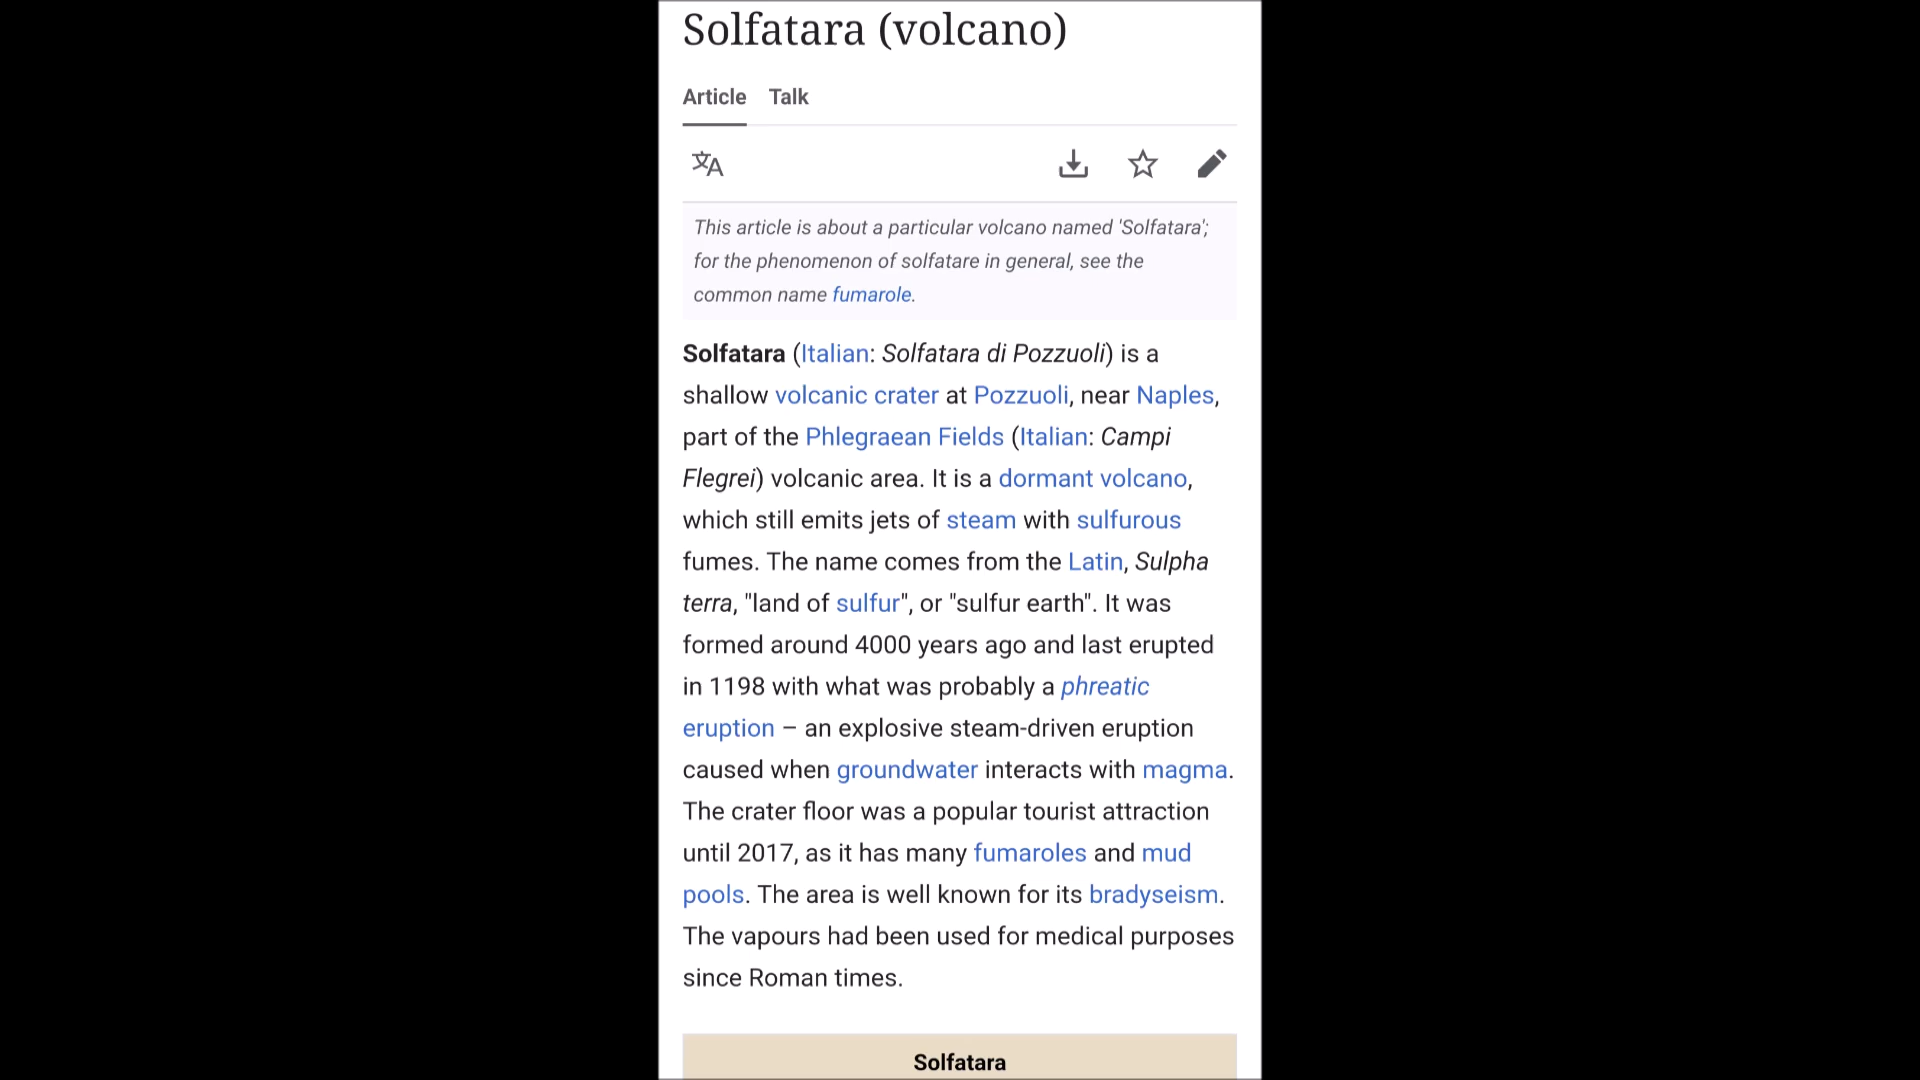 Solfatara (volcano)
Article Talk
This article is about a particular volcano named 'Solfatara';
for the phenomenon of solfatare in general, see the
common name fumarole.
Solfatara (Italian: Solfatara di Pozzuoli) is a
shallow volcanic crater at Pozzuoli, near Naples,
part of the Phlegraean Fields (Italian: Campi
Flegrei) volcanic area. It is a dormant volcano,
which still emits jets of steam with sulfurous
fumes. The name comes from the Latin, Sulpha
terra, "land of sulfur", or "sulfur earth". It was
formed around 4000 years ago and last erupted
in 1198 with what was probably a phreatic
eruption – an explosive steam-driven eruption
caused when groundwater interacts with magma.
The crater floor was a popular tourist attraction
until 2017, as it has many fumaroles and mud
pools. The area is well known for its bradyseism.
The vapours had been used for medical purposes
since Roman times.
Solfatara